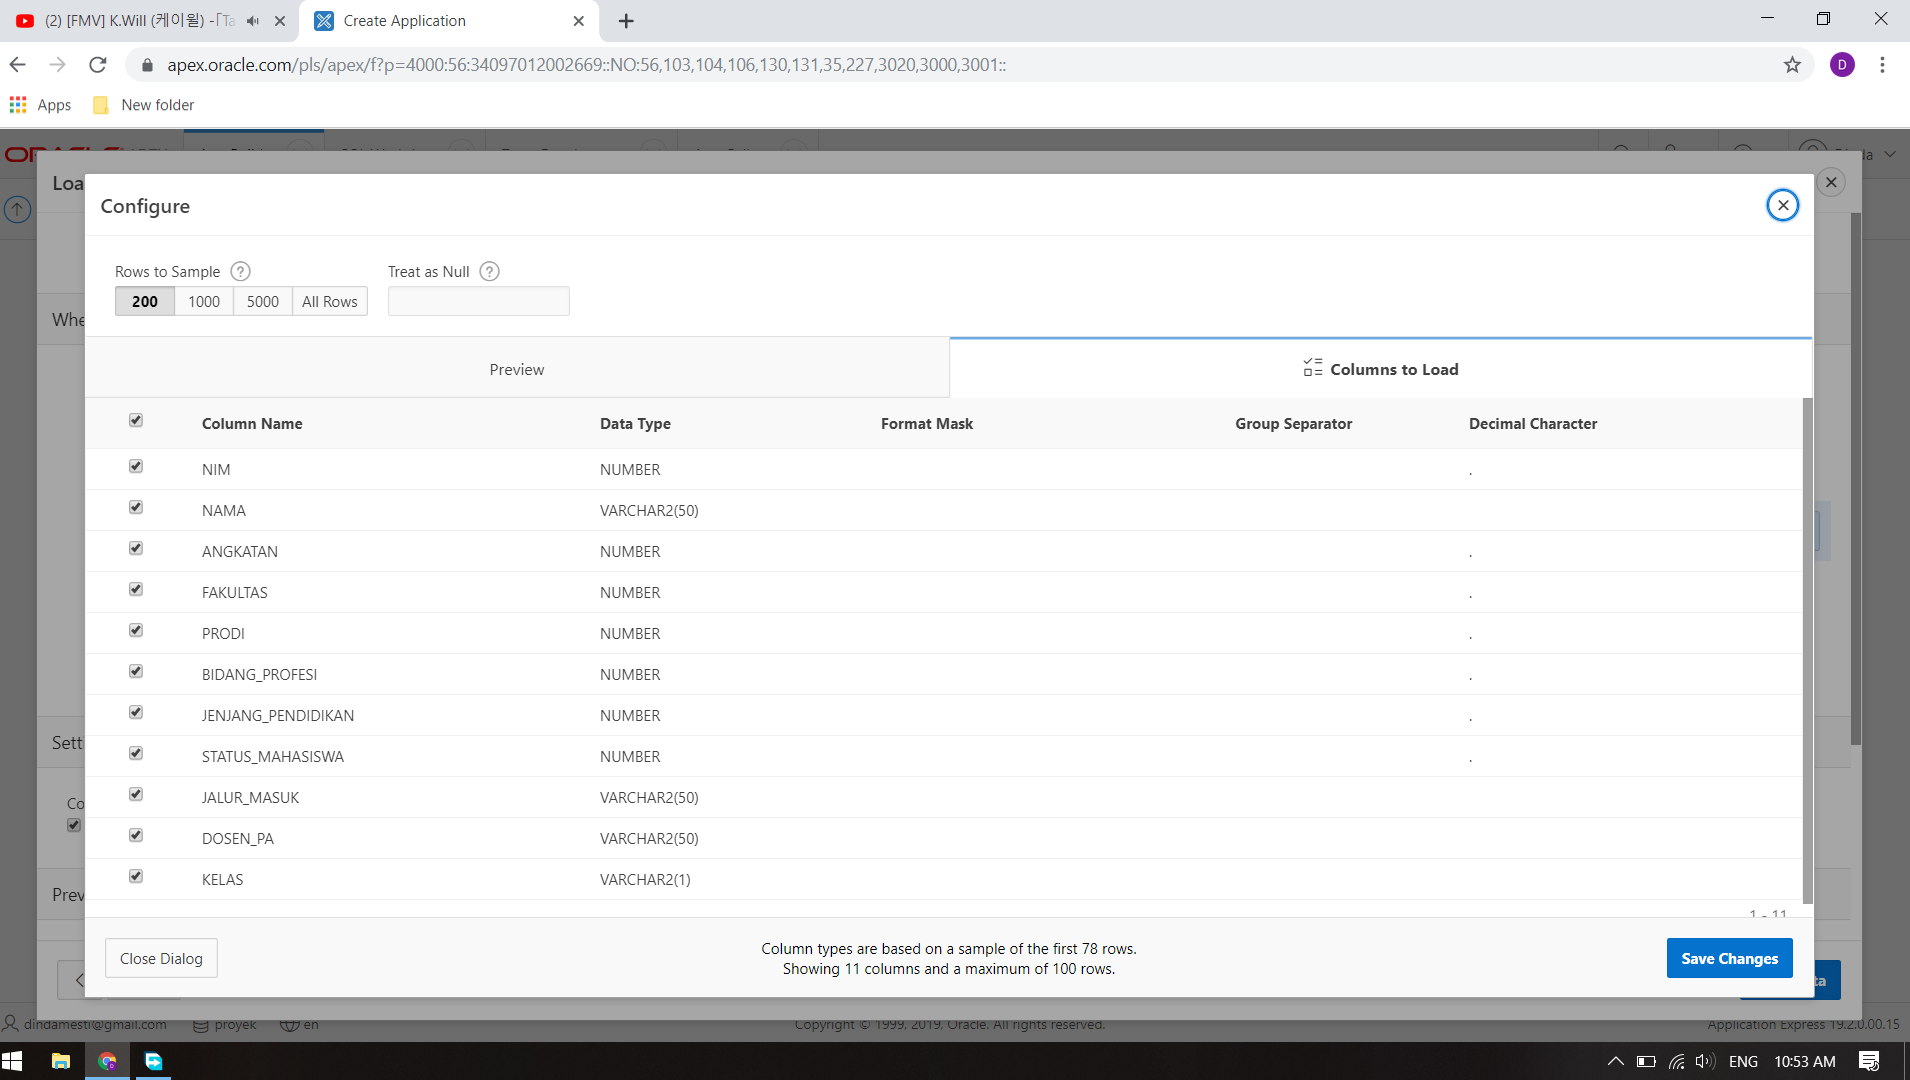 (2) [FMV] K.Will (케이윌) -「Ta
Create Application
apex.oracle.com/pls/apex/f?p=4000:56:34097012002669::NO:56,103,104,106,130,131,35,227,3020,3000,3001::
D
Apps
New folder
Loa
Configure
Rows to Sample ?
Treat as Null ?
200 1000 5000 All Rows
Whe
Preview
Columns to Load
Column Name Data Type Format Mask Group Separator Decimal Character
NIM NUMBER .
NAMA VARCHAR2(50)
ANGKATAN NUMBER .
FAKULTAS NUMBER .
PRODI NUMBER .
BIDANG_PROFESI NUMBER .
JENJANG_PENDIDIKAN NUMBER .
Sett
STATUS_MAHASISWA NUMBER .
JALUR_MASUK VARCHAR2(50)
Co
DOSEN_PA VARCHAR2(50)
KELAS VARCHAR2(1)
Prev
1 - 11
Close Dialog
Column types are based on a sample of the first 78 rows.
Showing 11 columns and a maximum of 100 rows.
Save Changes
ta
dindamesti@gmail.com proyek en
Copyright © 1999, 2019, Oracle. All rights reserved.
Application Express 19.2.0.00.15
ENG 10:53 AM